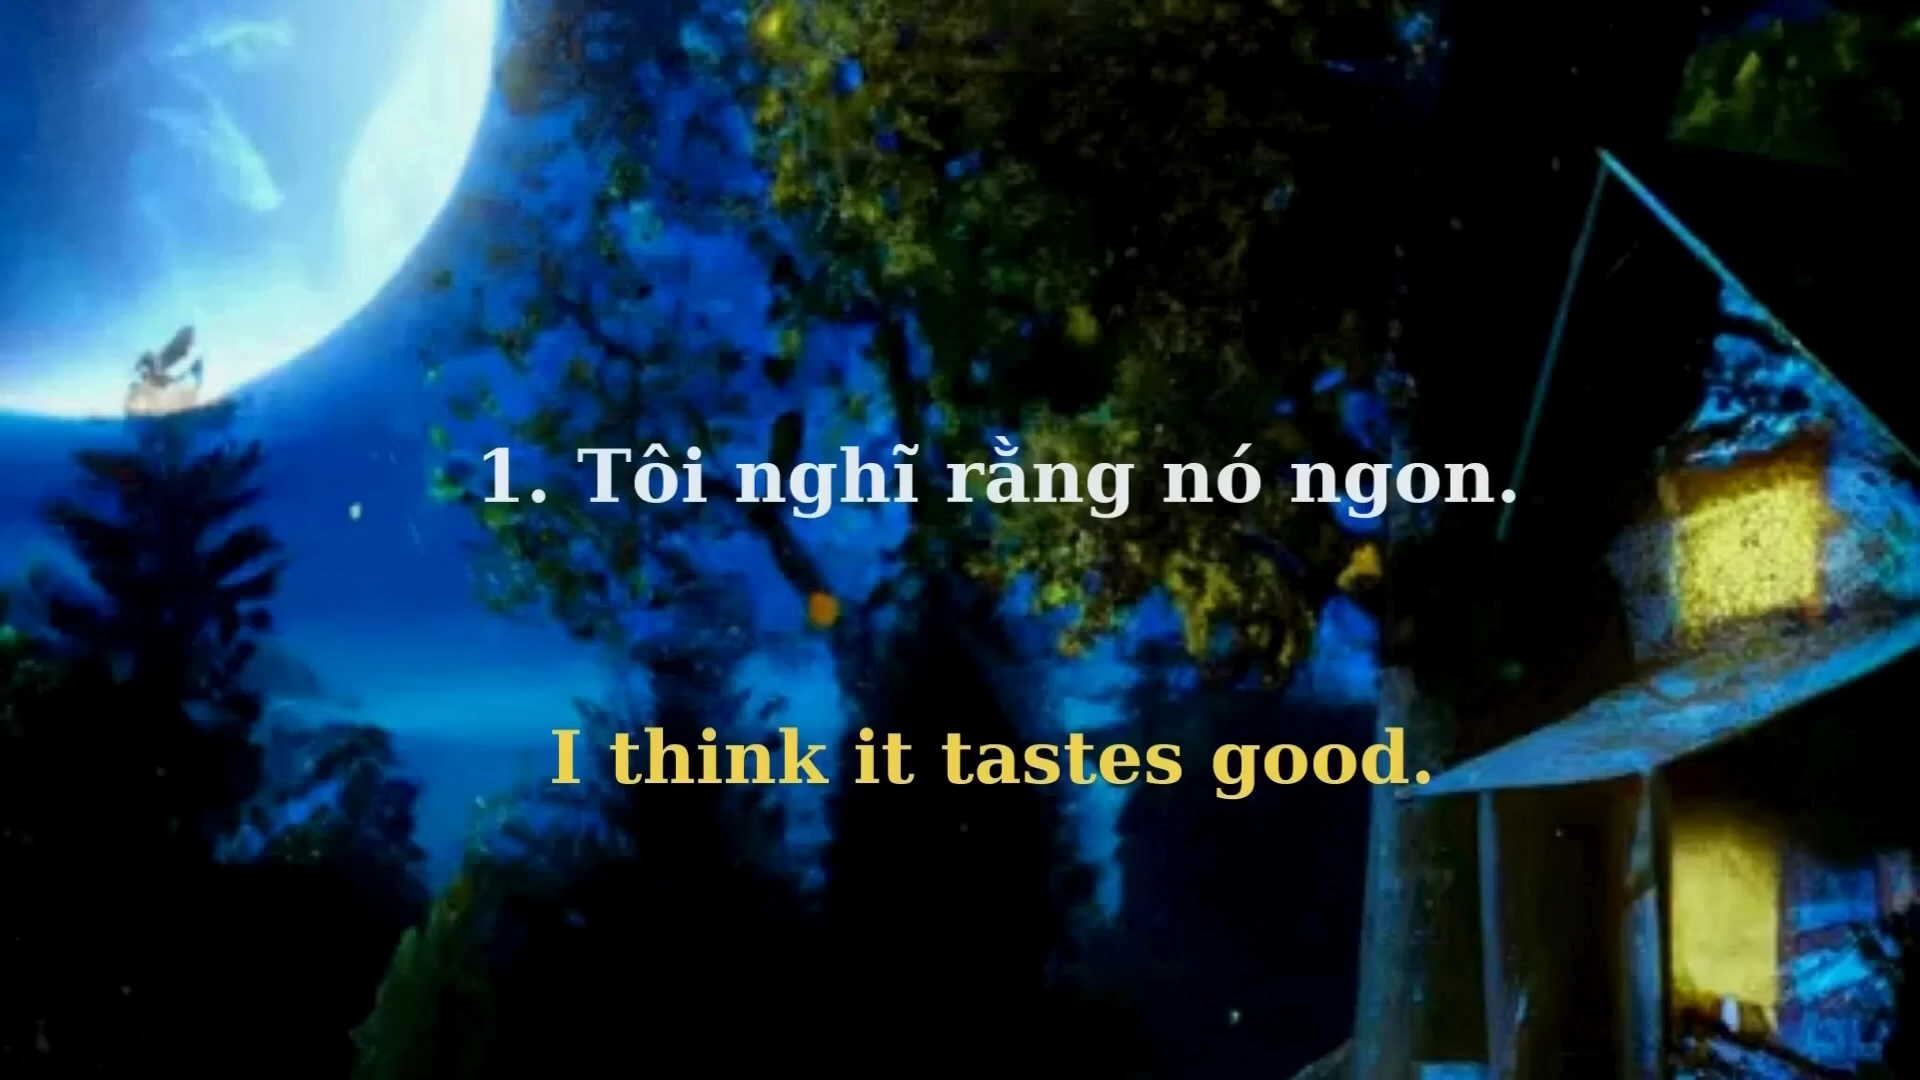 1. Tôi nghĩ rằng nó ngon.
I think it tastes good.